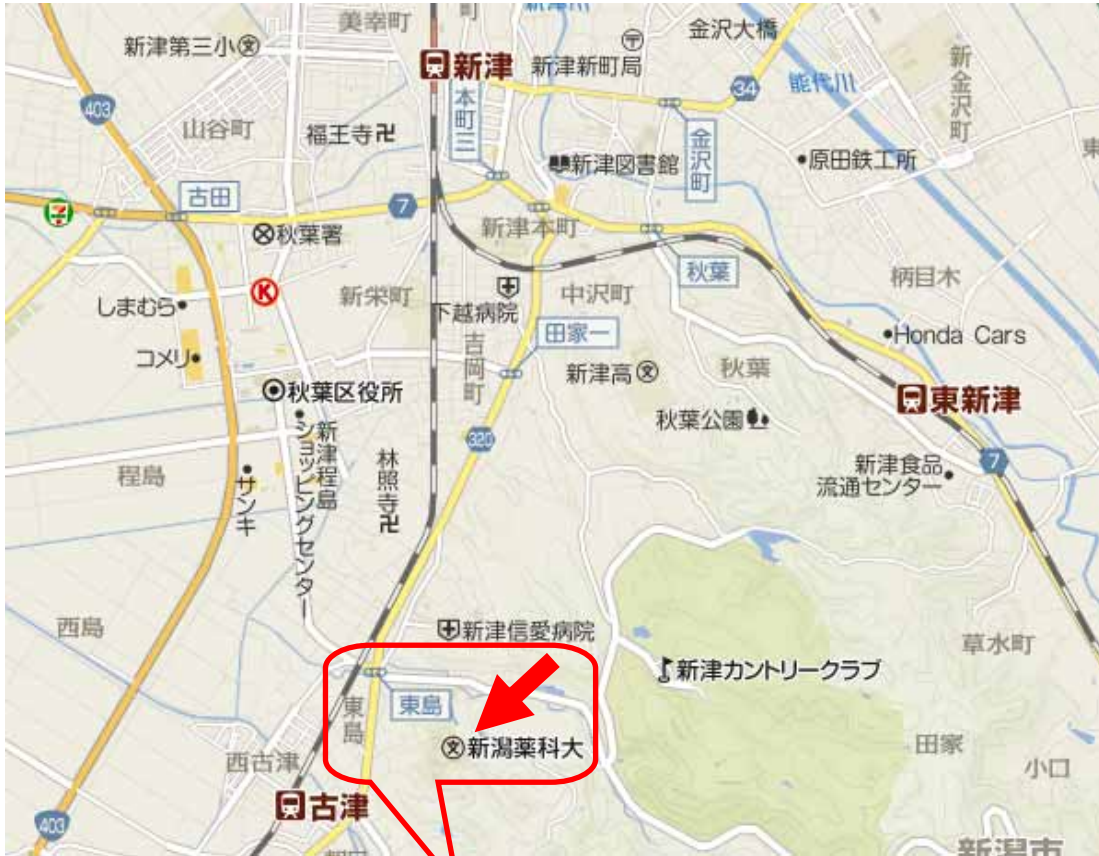 美幸町
町
新津川
新津第三小
〒
金沢大橋
新津
新津新町局
34
能代川
新金沢町
403
山谷町
福王寺卍
本町三
金沢町
原田鉄工所
東
新津図書館
古田
7
7
秋葉署
新津本町
秋葉
柄目木
K
新栄町
下越病院
中沢町
しまむら
田家一
Honda Cars
コメリ
吉岡町
新津高
秋葉
秋葉区役所
秋葉公園
東新津
320
新津程島
ショッピングセンター
程島
サンキ
林照寺卍
新津食品
流通センター
7
西島
新津信愛病院
草水町
新津カントリークラブ
東島
東島
新潟薬科大
西古津
田家
小口
古津
403
新潟市